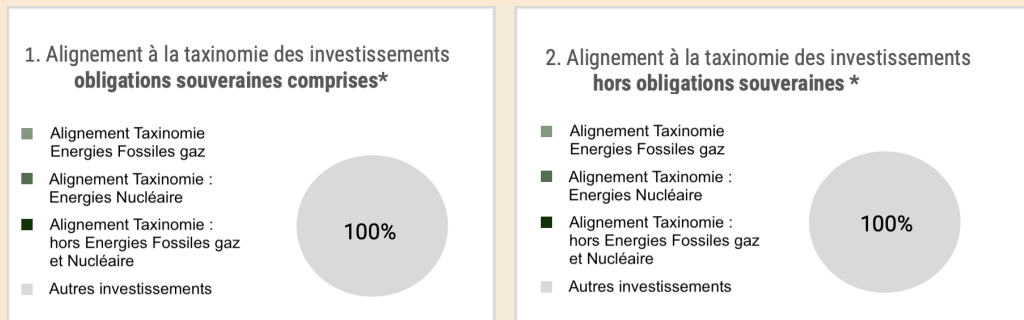 1. Alignement à la taxinomie des investissements
obligations souveraines comprises*
Alignement Taxinomie
Energies Fossiles gaz
Alignement Taxinomie :
Energies Nucléaire
Alignement Taxinomie :
hors Energies Fossiles gaz
et Nucléaire
Autres investissements
100%
2. Alignement à la taxinomie des investissements
hors obligations souveraines *
Alignement Taxinomie
Energies Fossiles gaz
Alignement Taxinomie :
Energies Nucléaire
Alignement Taxinomie :
hors Energies Fossiles gaz
et Nucléaire
Autres investissements
100%